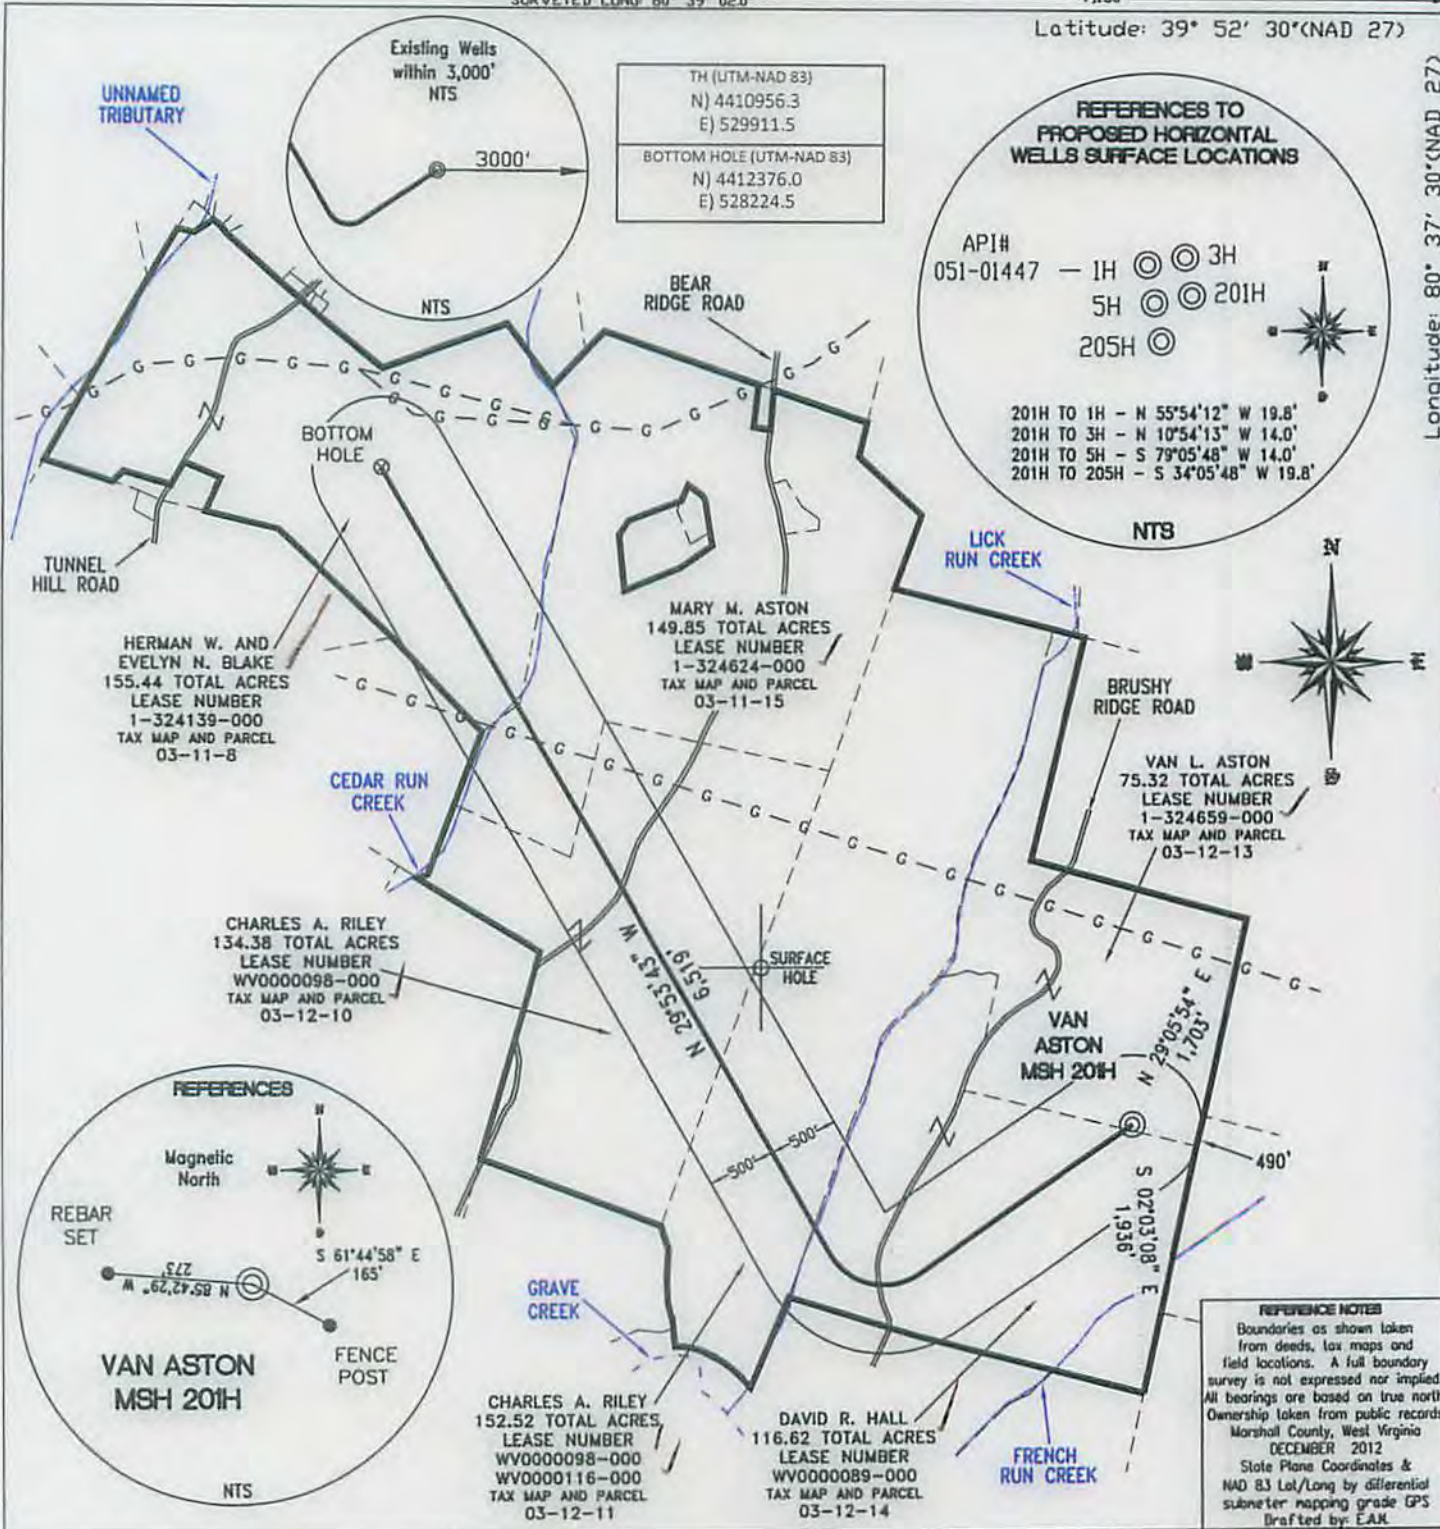 SURVEYED LONG: 80° 39' 02.0"
Latitude: 39° 52' 30"(NAD 27)
Longitude: 80° 37' 30"(NAD 27)
Existing Wells
within 3,000'
NTS
3000'
NTS
TH (UTM-NAD 83)
N) 4410956.3
E) 529911.5
BOTTOM HOLE (UTM-NAD 83)
N) 4412376.0
E) 528224.5
REFERENCES TO
PROPOSED HORIZONTAL
WELLS SURFACE LOCATIONS
API#
051-01447 — 1H
3H
5H
201H
205H
201H TO 1H - N 55°54'12" W 19.8'
201H TO 3H - N 10°54'13" W 14.0'
201H TO 5H - S 79°05'48" W 14.0'
201H TO 205H - S 34°05'48" W 19.8'
NTS
UNNAMED
TRIBUTARY
BEAR
RIDGE ROAD
BOTTOM
HOLE
TUNNEL
HILL ROAD
LICK
RUN CREEK
N
HERMAN W. AND
EVELYN N. BLAKE
155.44 TOTAL ACRES
LEASE NUMBER
1-324139-000
TAX MAP AND PARCEL
03-11-8
MARY M. ASTON
149.85 TOTAL ACRES
LEASE NUMBER
1-324624-000
TAX MAP AND PARCEL
03-11-15
BRUSHY
RIDGE ROAD
VAN L. ASTON
75.32 TOTAL ACRES
LEASE NUMBER
1-324659-000
TAX MAP AND PARCEL
03-12-13
CEDAR RUN
CREEK
CHARLES A. RILEY
134.38 TOTAL ACRES
LEASE NUMBER
WV0000098-000
TAX MAP AND PARCEL
03-12-10
N 29°53'43" W
6,519'
SURFACE
HOLE
VAN
ASTON
MSH 201H
N 29°05'54" E
1,703'
500'
500'
490'
S 02°03'08" E
1,936'
REFERENCES
Magnetic
North
REBAR
SET
N 85°42'29" W
273'
S 61°44'58" E
165'
FENCE
POST
VAN ASTON
MSH 201H
NTS
GRAVE
CREEK
CHARLES A. RILEY
152.52 TOTAL ACRES
LEASE NUMBER
WV0000098-000
WV0000116-000
TAX MAP AND PARCEL
03-12-11
DAVID R. HALL
116.62 TOTAL ACRES
LEASE NUMBER
WV0000089-000
TAX MAP AND PARCEL
03-12-14
FRENCH
RUN CREEK
REFERENCE NOTES
Boundaries as shown taken
from deeds, tax maps and
field locations. A full boundary
survey is not expressed nor implied
All bearings are based on true north
Ownership taken from public records
Marshall County, West Virginia
DECEMBER 2012
State Plane Coordinates &
NAD 83 Lat/Long by differential
submeter mapping grade GPS
Drafted by: E.A.H.